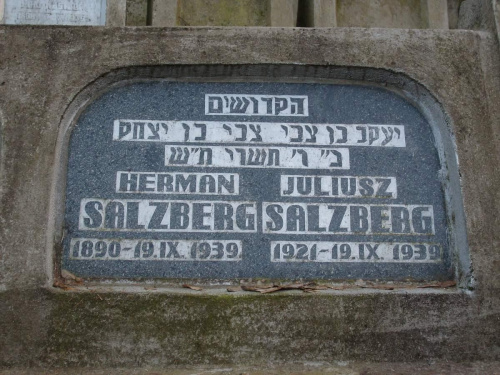 הקדושים
יעקב בן צבי צבי בן יצחק
ב" ו' תשרי ת"ש
HERMAN JULIUSZ
SALZBERG SALZBERG
1890-19.IX.1939 1921-19.IX.1939